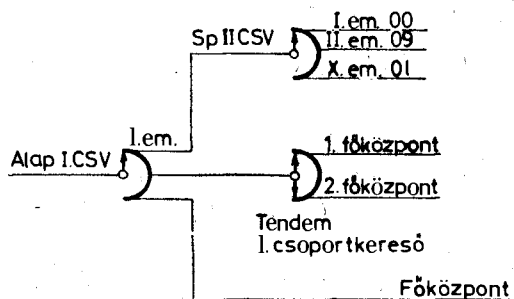 I. em. 00
Sp II CSV
II. em. 09
X. em. 01
I.em.
Alap I.CSV
1. főközpont
2. főközpont
Tendem
I. csoportkereső
Főközpont